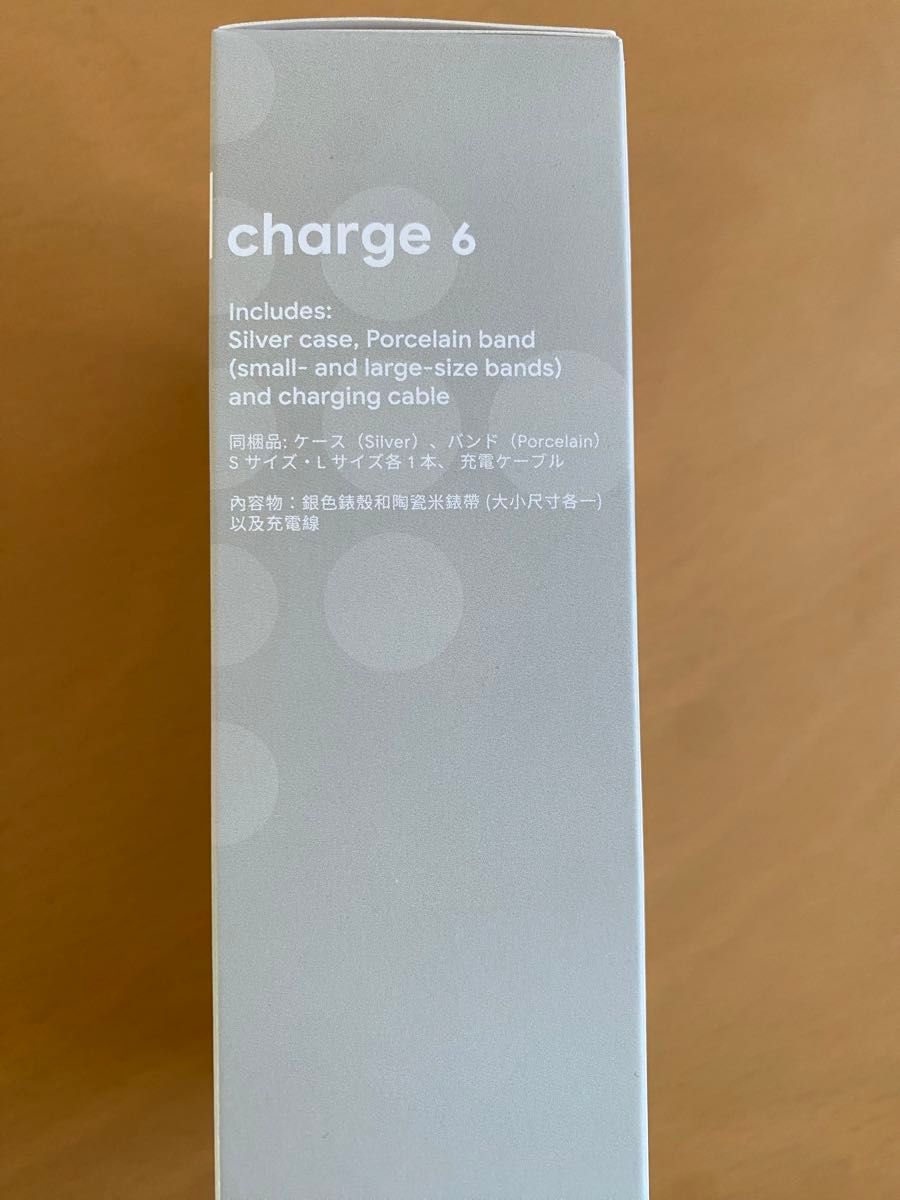 charge 6
Includes:
Silver case, Porcelain band
(small- and large-size bands)
and charging cable
同梱品: ケース（Silver）、バンド（Porcelain）
S サイズ・L サイズ各 1 本、 充電ケーブル
內容物：銀色錶殼和陶瓷米錶帶 (大小尺寸各一)
以及充電線